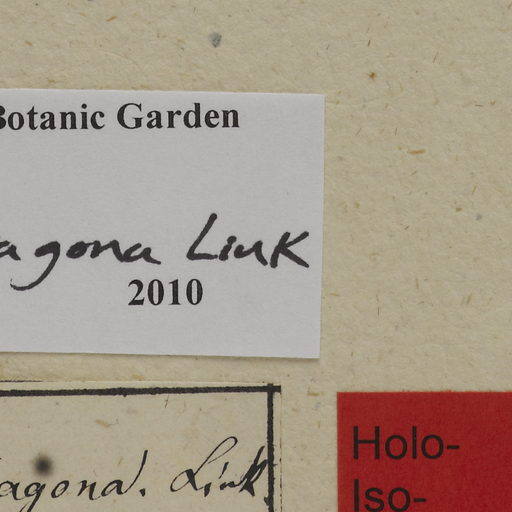 Botanic Garden
agona Link
2010
agona. Link.
Holo-
Iso-